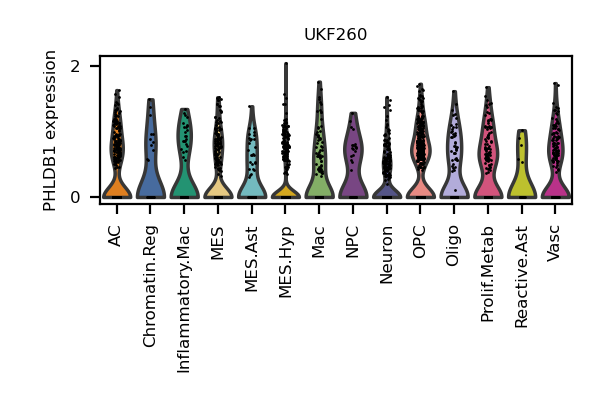 UKF260
PHLDB1 expression
2
0
AC
Chromatin.Reg
Inflammatory.Mac
MES
MES.Ast
MES.Hyp
Mac
NPC
Neuron
OPC
Oligo
Prolif.Metab
Reactive.Ast
Vasc